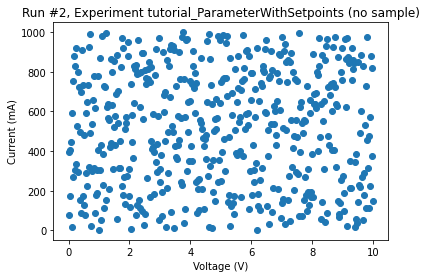 Run #2, Experiment tutorial_ParameterWithSetpoints (no sample)
1000
800
600
400
200
0
Current (mA)
0 2 4 6 8 10
Voltage (V)